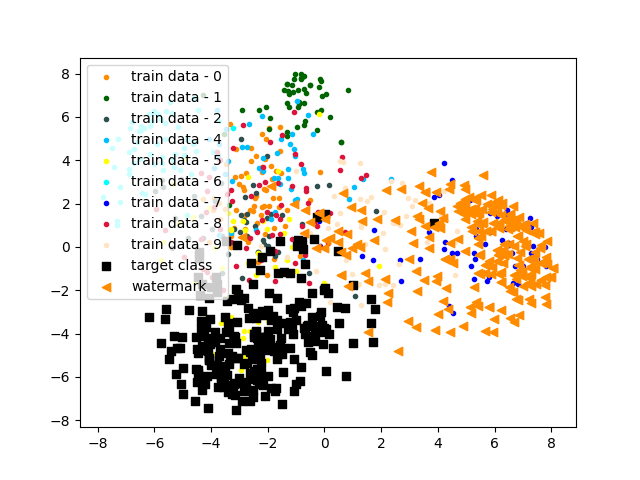 8
6
4
2
0
−2
−4
−6
−8
train data - 0
train data - 1
train data - 2
train data - 4
train data - 5
train data - 6
train data - 7
train data - 8
train data - 9
target class
watermark
−8 −6 −4 −2 0 2 4 6 8